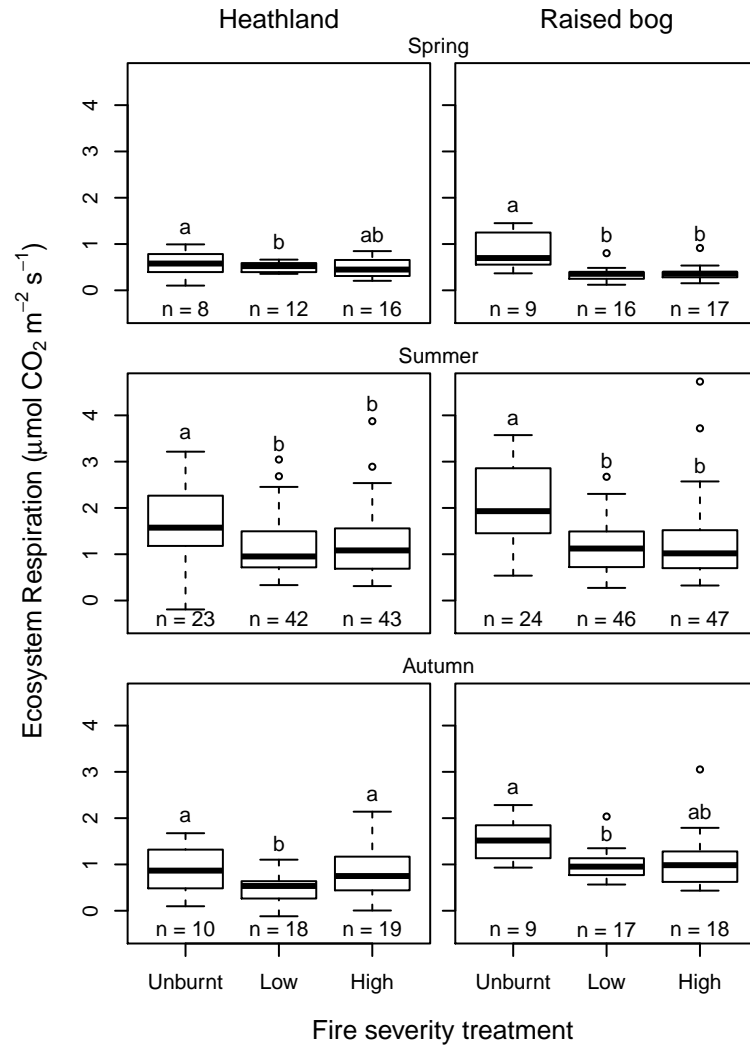 Heathland Raised bog
Spring
Ecosystem Respiration (μmol CO₂ m⁻² s⁻¹)
4 3 2 1 0
a b ab
n = 8 n = 12 n = 16
a b b
n = 9 n = 16 n = 17
Summer
4 3 2 1 0
a b b
n = 23 n = 42 n = 43
a b b
n = 24 n = 46 n = 47
Autumn
4 3 2 1 0
a b a
n = 10 n = 18 n = 19
a b ab
n = 9 n = 17 n = 18
Unburnt Low High Unburnt Low High
Fire severity treatment